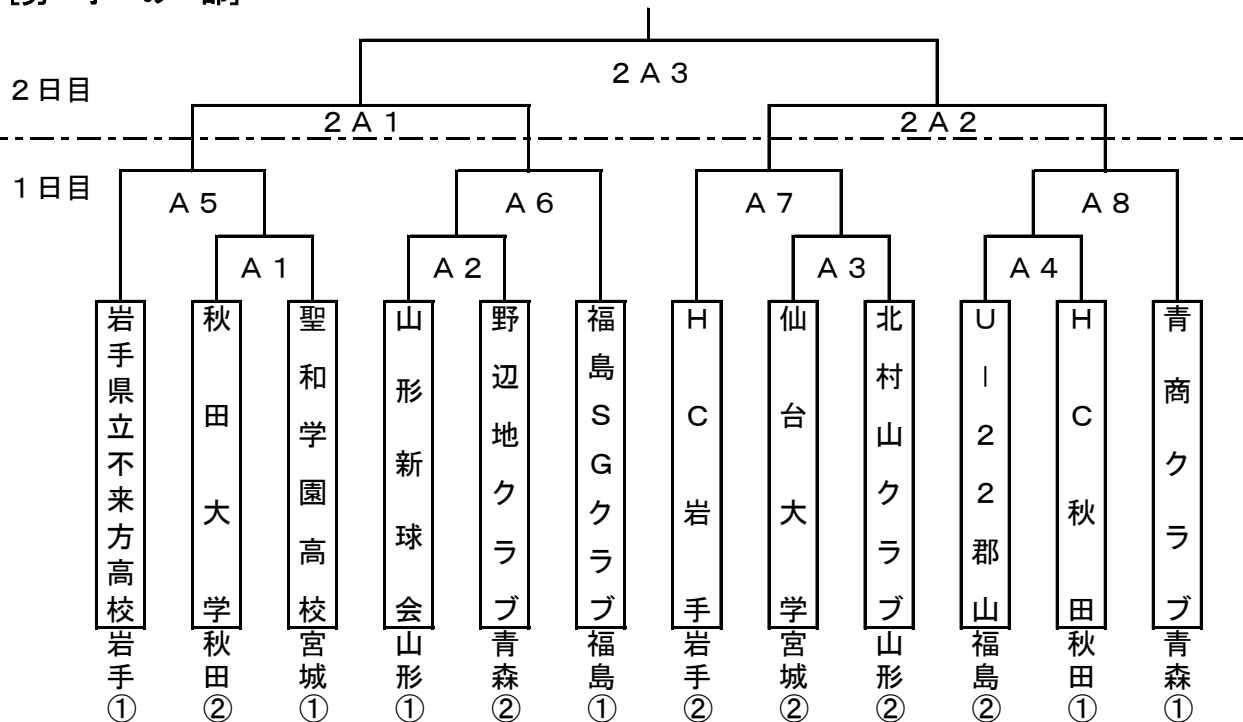 2A3
2日目
2A1
2A2
1日目
A5
A6
A7
A8
A1
A2
A3
A4
岩手県立不来方高校
秋田大学
聖和学園高校
山形新球会
野辺地クラブ
福島SGクラブ
HC岩手
仙台大学
北村山クラブ
U-22郡山
HC秋田
青商クラブ
岩手①
秋田②
宮城①
山形①
青森②
福島①
岩手②
宮城②
山形②
福島②
秋田①
青森①